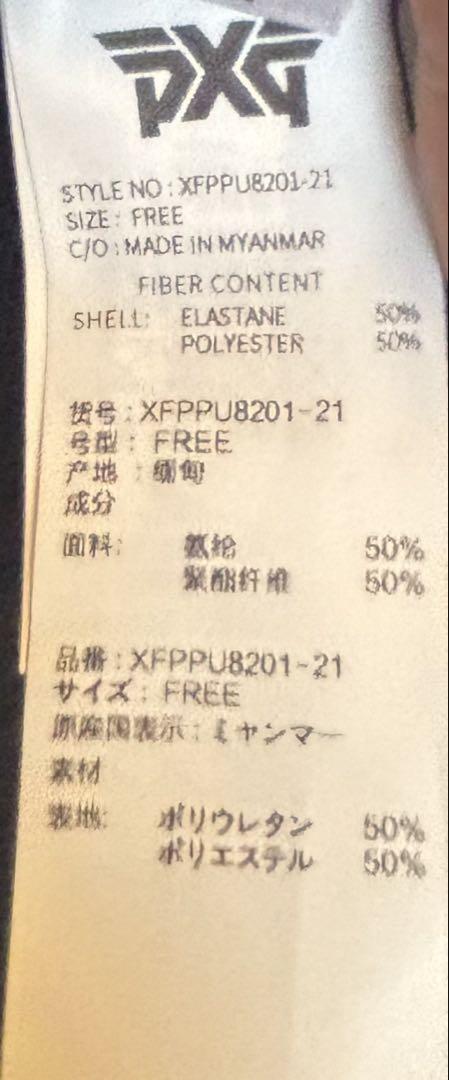 PXG
STYLE NO : XFPPU8201-21
SIZE : FREE
C/O : MADE IN MYANMAR
FIBER CONTENT
SHELL: ELASTANE 50%
POLYESTER 50%
货号 : XFPPU8201-21
号型 : FREE
产地 : 缅甸
成分
面料: 氨纶 50%
聚酯纤维 50%
品番 : XFPPU8201-21
サイズ : FREE
原産国表示 : ミャンマー
素材
表地: ポリウレタン 50%
ポリエステル 50%